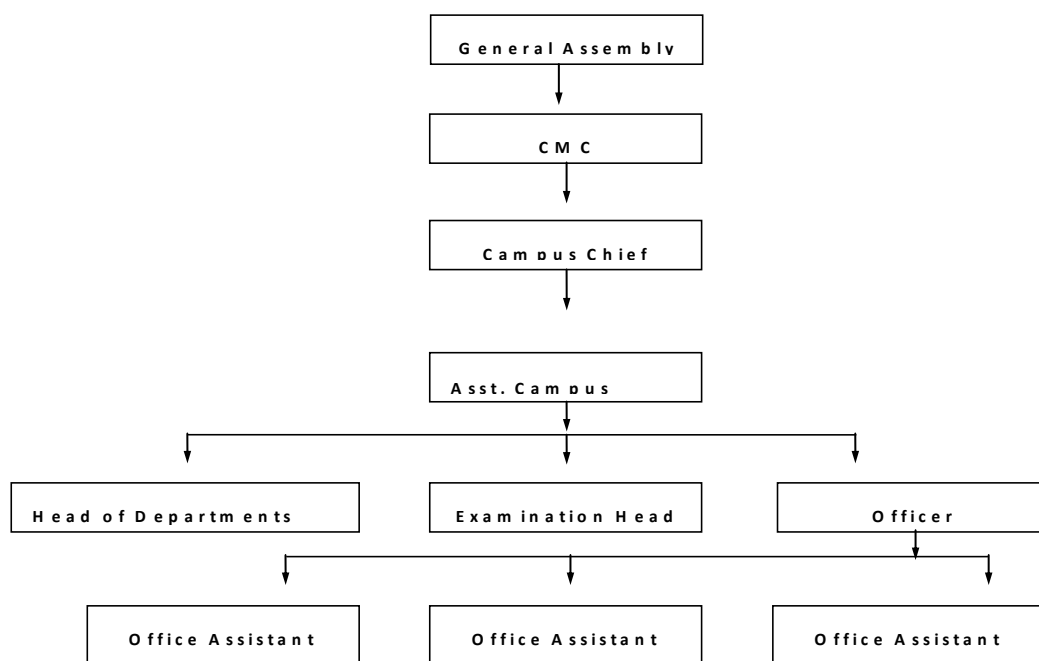 General Assembly
CMC
Campus Chief
Asst. Campus
Head of Departments
Examination Head
Officer
Office Assistant
Office Assistant
Office Assistant